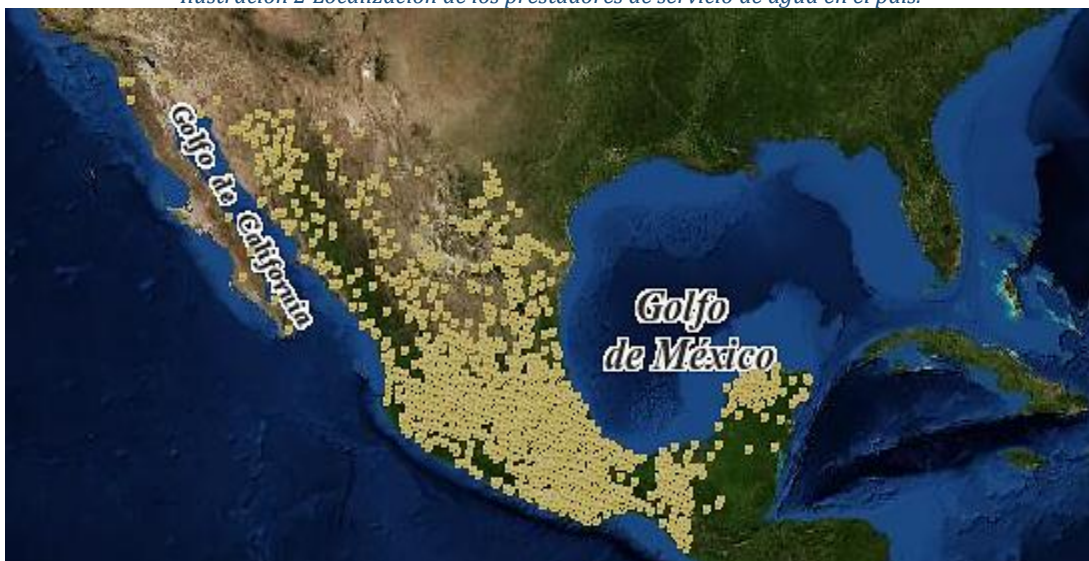 Ilustración 2 Localización de los prestadores de servicio de agua en el país.
Golfo de California
Golfo
de México